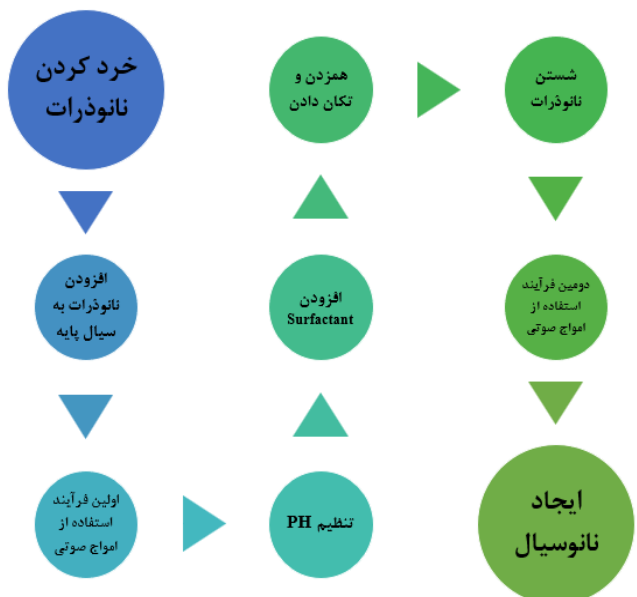 خرد کردن
نانوذرات
افزودن
نانوذرات به
سیال پایه
اولین فرآیند
استفاده از
امواج صوتی
تنظیم PH
افزودن
Surfactant
همزدن و
تکان دادن
شستن
نانوذرات
دومین فرآیند
استفاده از
امواج صوتی
ایجاد
نانوسیال